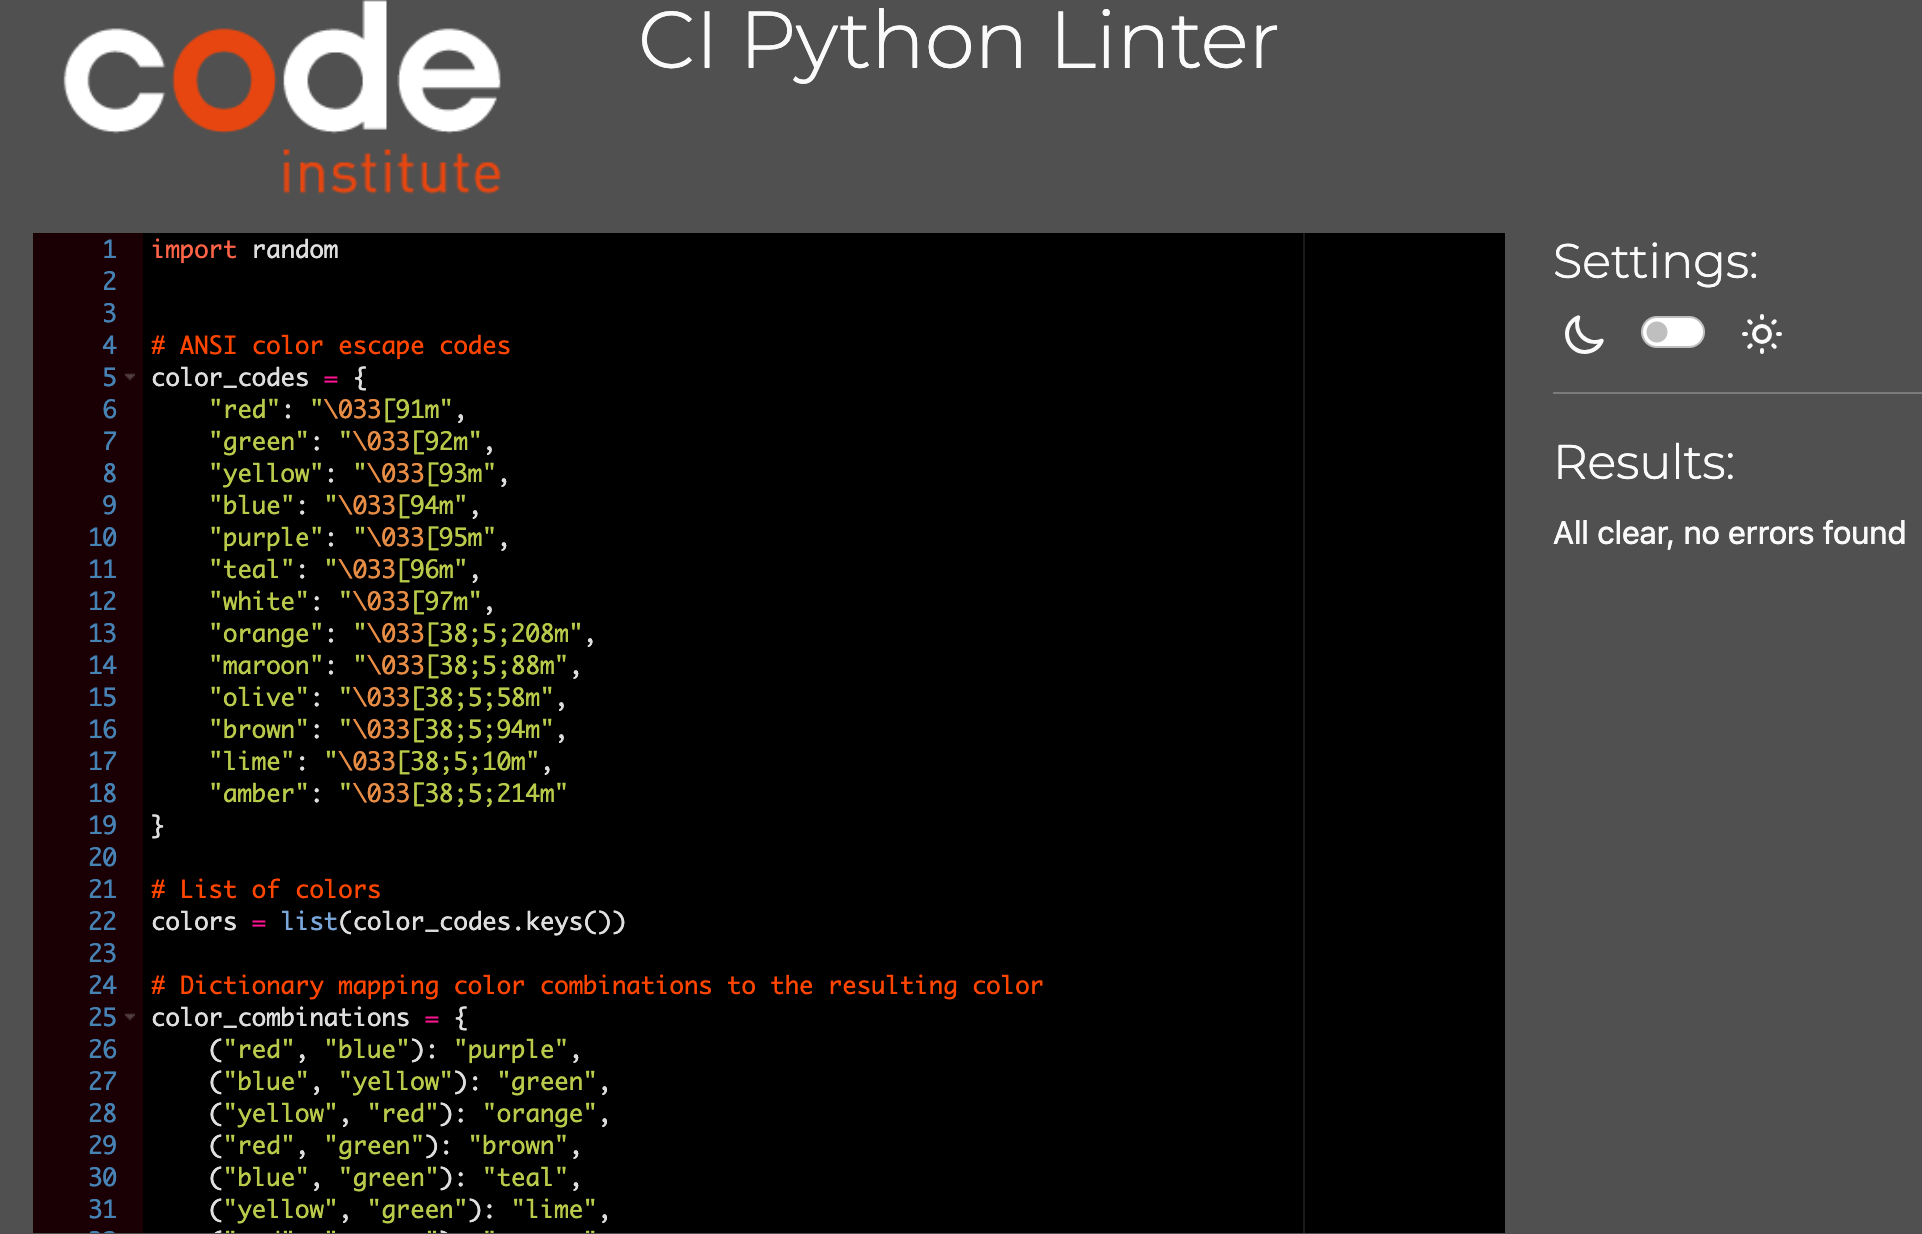 code
institute
CI Python Linter
1 import random
2
3
4 # ANSI color escape codes
5 color_codes = {
6     "red": "\033[91m",
7     "green": "\033[92m",
8     "yellow": "\033[93m",
9     "blue": "\033[94m",
10     "purple": "\033[95m",
11     "teal": "\033[96m",
12     "white": "\033[97m",
13     "orange": "\033[38;5;208m",
14     "maroon": "\033[38;5;88m",
15     "olive": "\033[38;5;58m",
16     "brown": "\033[38;5;94m",
17     "lime": "\033[38;5;10m",
18     "amber": "\033[38;5;214m"
19 }
20
21 # List of colors
22 colors = list(color_codes.keys())
23
24 # Dictionary mapping color combinations to the resulting color
25 color_combinations = {
26     ("red", "blue"): "purple",
27     ("blue", "yellow"): "green",
28     ("yellow", "red"): "orange",
29     ("red", "green"): "brown",
30     ("blue", "green"): "teal",
31     ("yellow", "green"): "lime",
Settings:
Results:
All clear, no errors found